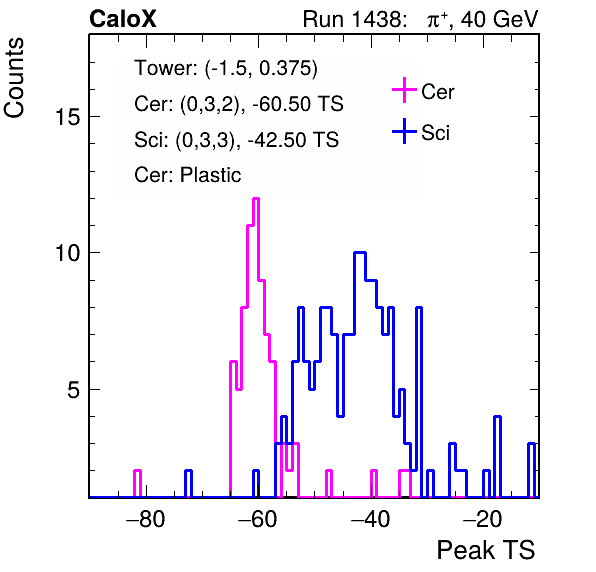 CaloX
Run 1438: π⁺, 40 GeV
Counts
Tower: (-1.5, 0.375)
Cer: (0,3,2), -60.50 TS
Sci: (0,3,3), -42.50 TS
Cer: Plastic
Cer
Sci
15
10
5
−80 −60 −40 −20
Peak TS